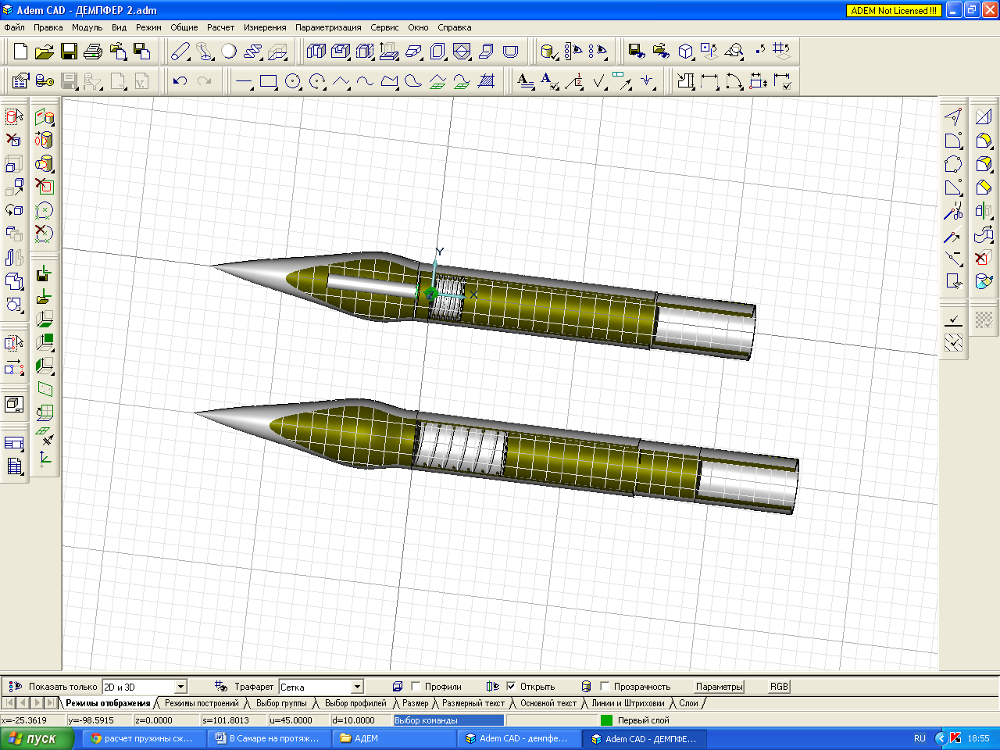 Adem CAD - ДЕМПФЕР 2.adm
ADEM Not Licensed !!!
Файл Правка Модуль Вид Режим Общие Расчет Измерения Параметризация Сервис Окно Справка
Y
X
Z
Показать только 2D и 3D Трафарет Сетка Профили Открыть Прозрачность Параметры RGB
Режимы отображения Режимы построений Выбор группы Выбор профилей Размер Размерный текст Основной текст Линии и Штриховки Слои
x=-25.3619 y=-98.5915 z=0.0000 s=101.8013 u=45.0000 d=10.0000 Выбор команды Первый слой
пуск расчет пружины сж... В Самаре на протяж... АДЕМ Adem CAD - демпфе... Adem CAD - ДЕМПФЕ... RU 18:55